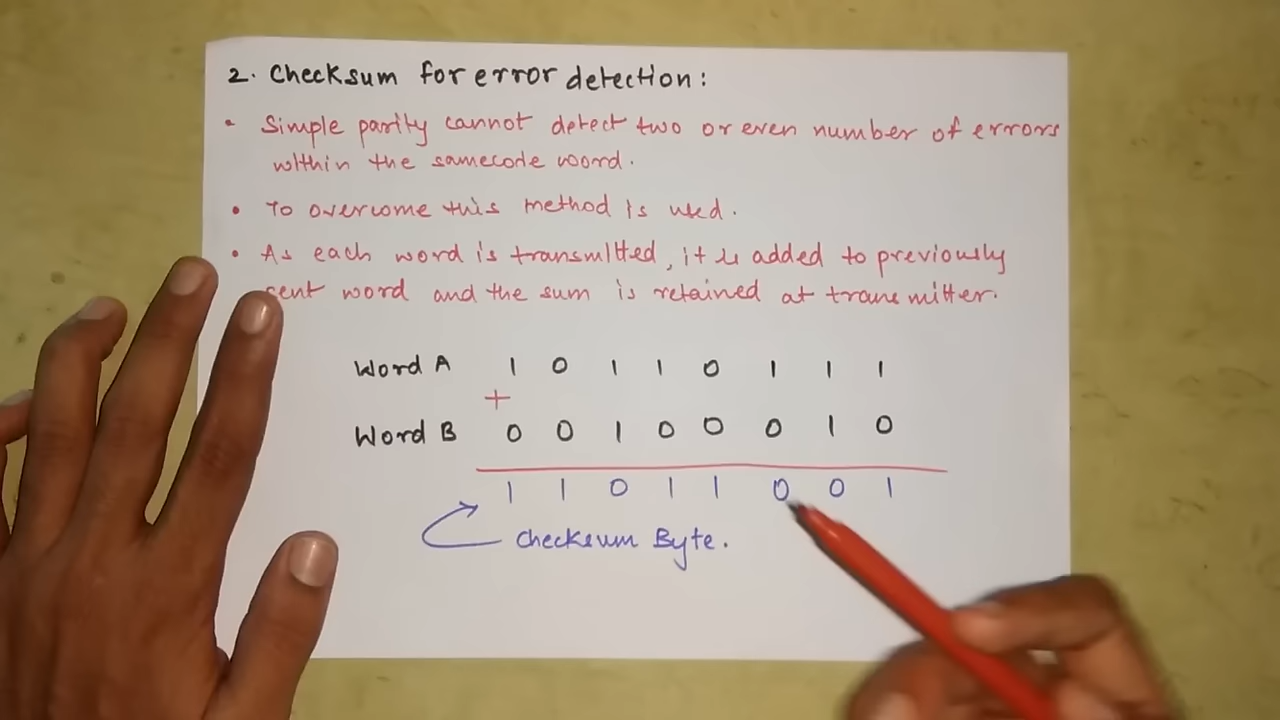 2. Checksum for error detection:
• Simple parity cannot detect two or even number of errors
within the samecode woord.
• To overcome this method is used.
• As each word is transmitted, it is added to previously
sent word and the sum is retained at transmitter.
Word A 1 0 1 1 0 1 1 1
+
Word B 0 0 1 0 0 0 1 0
1 1 0 1 1 0 0 1
Checksum Byte.